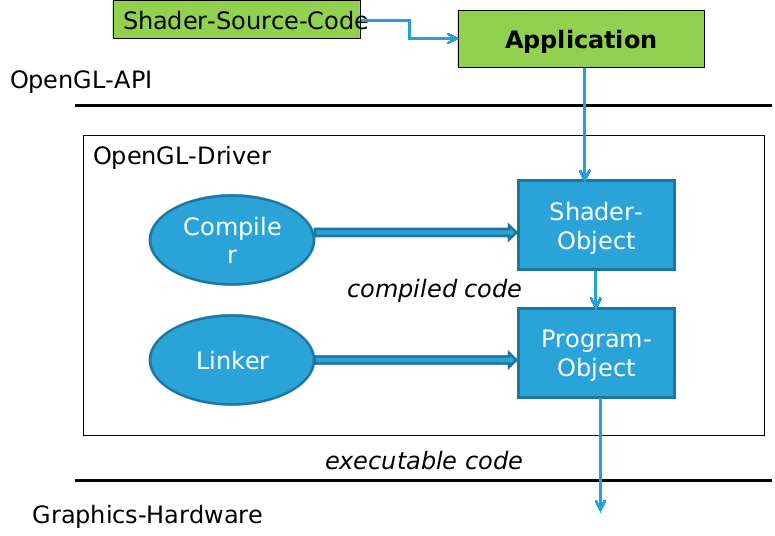 Shader-Source-Code
Application
OpenGL-API
OpenGL-Driver
Compile
r
Shader-
Object
compiled code
Linker
Program-
Object
executable code
Graphics-Hardware